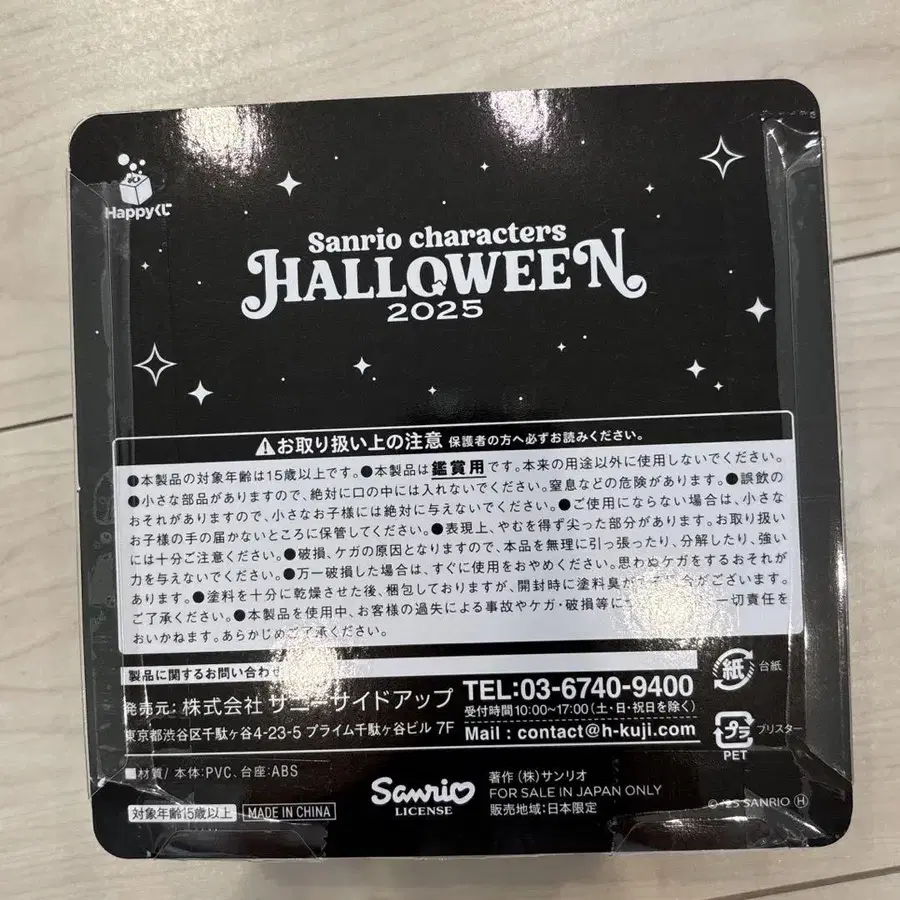 Happyくじ
Sanrio characters
HALLOWEEN
2025
⚠お取り扱い上の注意 保護者の方へ必ずお読みください。
●本製品の対象年齢は15歳以上です。●本製品は鑑賞用です。本来の用途以外に使用しないでください。
●小さな部品がありますので、絶対に口の中には入れないでください。窒息などの危険があります。●誤飲の
おそれがありますので、小さなお子様には絶対に与えないでください。●ご使用にならない場合は、小さな
お子様の手の届かないところに保管してください。●表現上、やむを得ず尖った部分があります。お取り扱い
には十分ご注意ください。●破損、ケガの原因となりますので、本品を無理に引っ張ったり、分解したり、強い
力を与えないでください。●万一破損した場合は、すぐに使用をおやめください。思わぬケガをするおそれが
あります。●塗料を十分に乾燥させた後、梱包しておりますが、開封時に塗料臭が
合がございます。
ご了承ください。●本製品を使用中、お客様の過失による事故やケガ・破損等に
一切責任を
おいかねます。あらかじめご了承ください。
製品に関するお問い合わせ
発売元:株式会社 サニーサイドアップ
東京都渋谷区千駄ヶ谷4-23-5 プライム千駄ヶ谷ビル 7F
TEL:03-6740-9400
受付時間10:00~17:00(土・日・祝日を除く)
Mail : contact@h-kuji.com
紙 台紙
プラ ブリスター
PET
■材質/ 本体:PVC、台座:ABS
対象年齢15歳以上 MADE IN CHINA
Sanrio
LICENSE
著作 (株)サンリオ
FOR SALE IN JAPAN ONLY
販売地域:日本限定
© '25 SANRIO Ⓗ